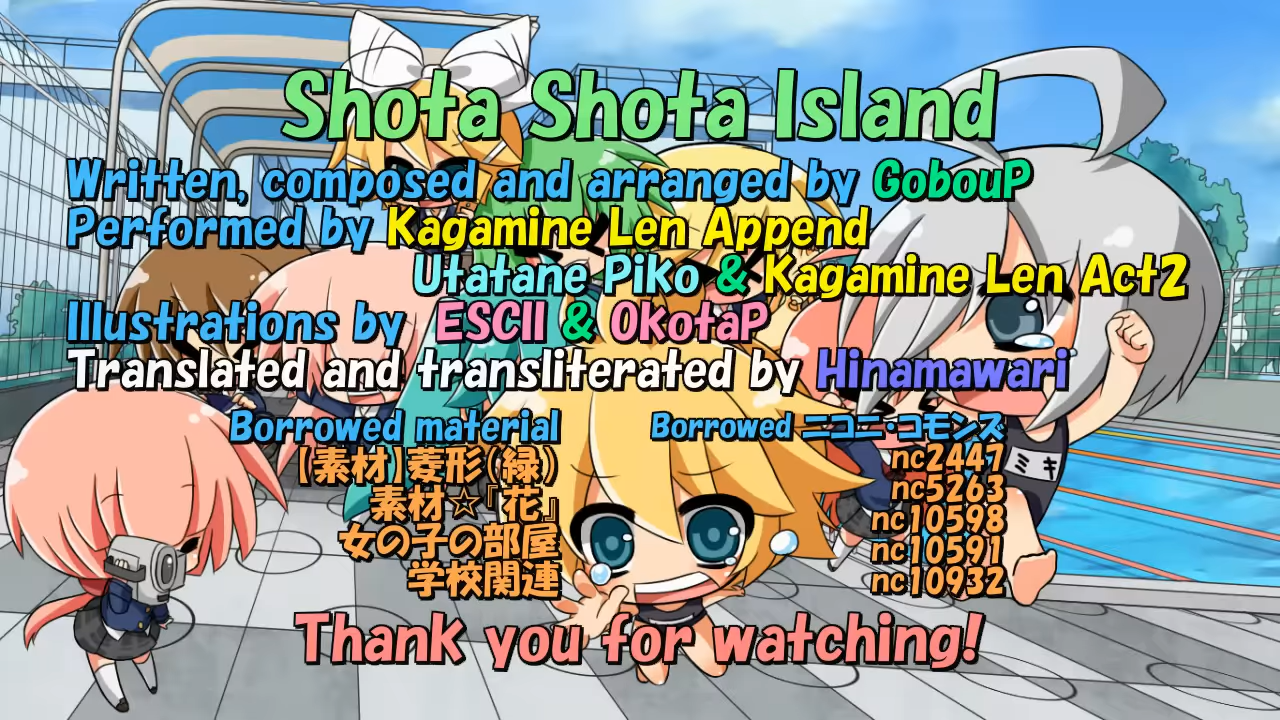 Shota Shota Island
Written, composed and arranged by GobouP
Performed by Kagamine Len Append
Utatane Piko & Kagamine Len Act2
Illustrations by ESCII & OkotaP
Translated and transliterated by Hinamawari
Borrowed material
【素材】菱形(緑)
素材☆『花』
女の子の部屋
学校関連
Borrowed ニコニ・コモンズ
nc2447
nc5263
nc10598
nc10591
nc10932
ミキ
Thank you for watching!